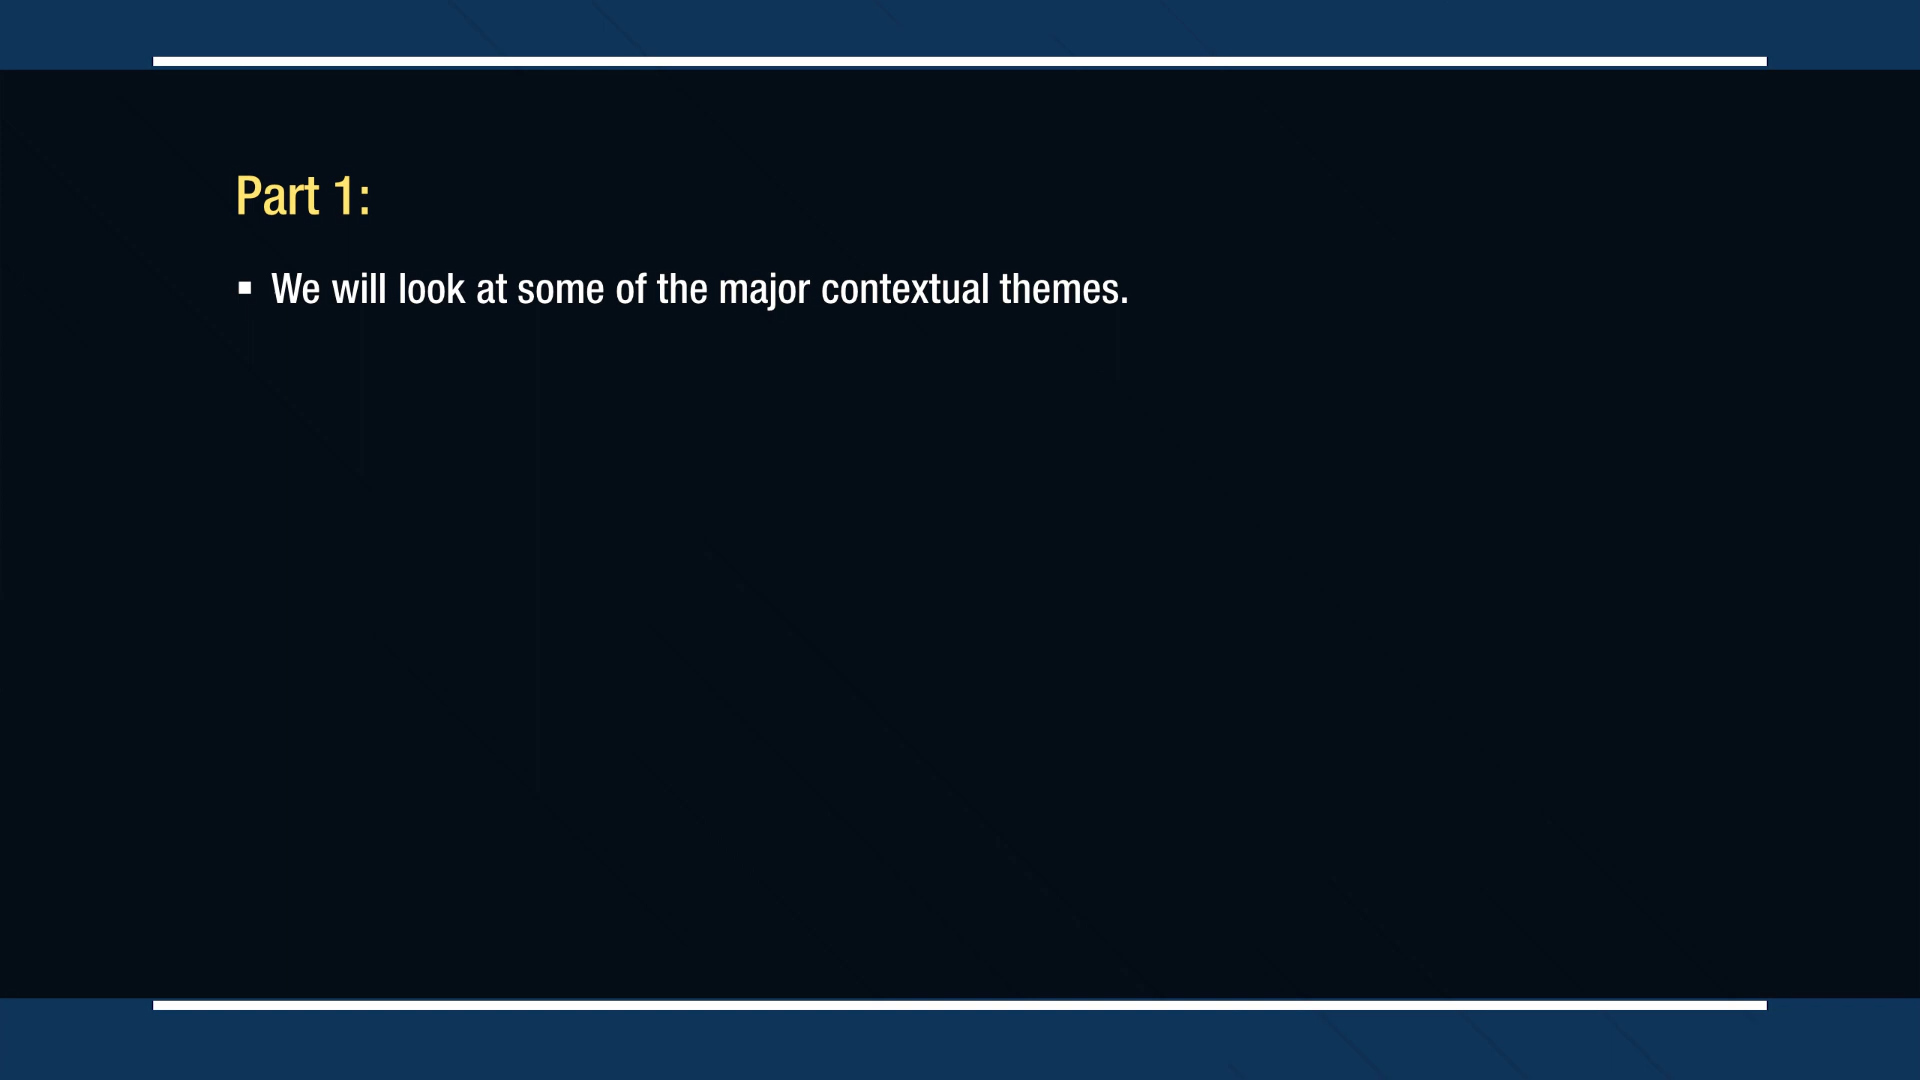 Part 1:
▪ We will look at some of the major contextual themes.